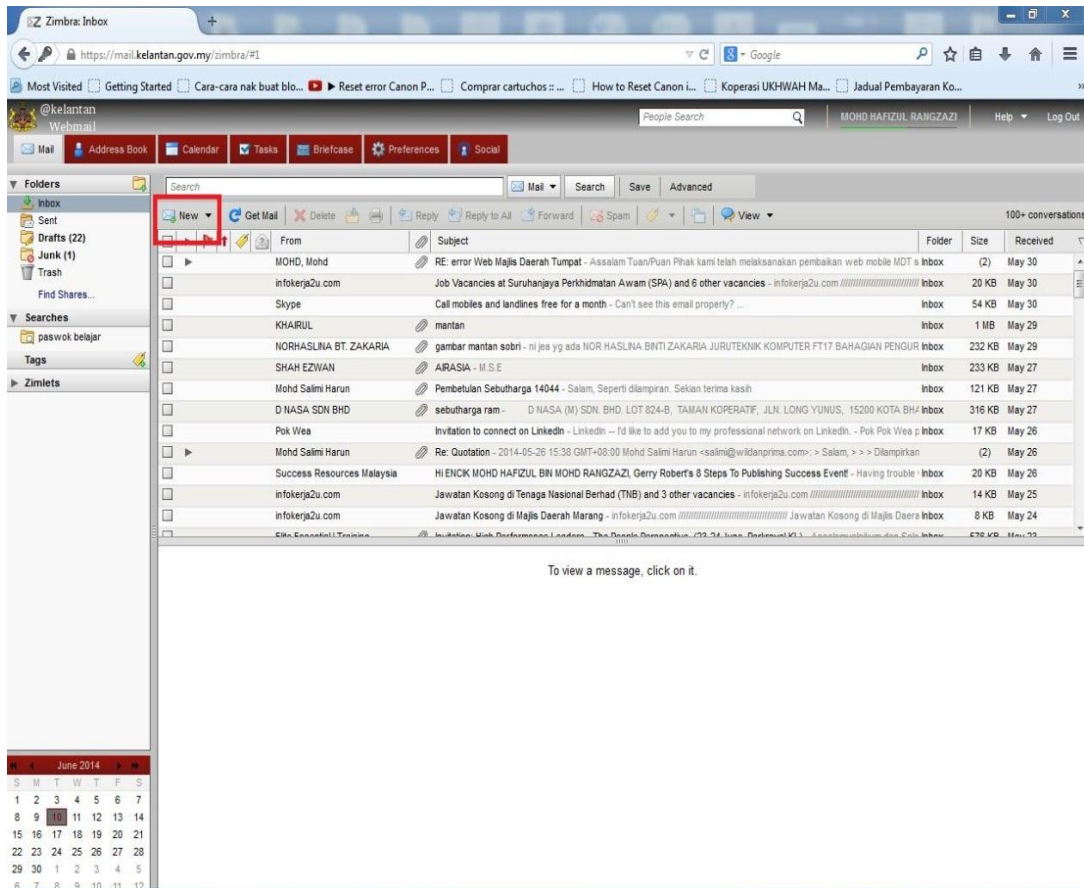 Zimbra: Inbox
https://mail.kelantan.gov.my/zimbra/#1
Google
Most Visited Getting Started Cara-cara nak buat blo... Reset error Canon P... Comprar cartuchos :: ... How to Reset Canon i... Koperasi UKHWAH Ma... Jadual Pembayaran Ko...
@kelantan
Webmail
People Search MOHD HAFIZUL RANGZAZI Help Log Out
Mail Address Book Calendar Tasks Briefcase Preferences Social
Folders
Inbox
Sent
Drafts (22)
Junk (1)
Trash
Find Shares...
Searches
paswok belajar
Tags
Zimlets
Search Mail Search Save Advanced
New Get Mail Delete Reply Reply to All Forward Spam View 100+ conversations
From Subject Folder Size Received
MOHD, Mohd RE: error Web Majlis Daerah Tumpat - Assalam Tuan/Puan Pihak kami telah melaksanakan pembaikan web mobile MDT s Inbox (2) May 30
infokerja2u.com Job Vacancies at Suruhanjaya Perkhidmatan Awam (SPA) and 6 other vacancies - infokerja2u.com Inbox 20 KB May 30
Skype Call mobiles and landlines free for a month - Can't see this email properly? ... Inbox 54 KB May 30
KHAIRUL mantan Inbox 1 MB May 29
NORHASLINA BT. ZAKARIA gambar mantan sobri - ni jea yg ada NOR HASLINA BINTI ZAKARIA JURUTEKNIK KOMPUTER FT17 BAHAGIAN PENGUR Inbox 232 KB May 29
SHAH EZWAN AIRASIA - M.S.E Inbox 233 KB May 27
Mohd Salimi Harun Pembetulan Sebutharga 14044 - Salam, Seperti dilampiran. Sekian terima kasih Inbox 121 KB May 27
D NASA SDN BHD sebutharga ram - D NASA (M) SDN. BHD. LOT 824-B, TAMAN KOPERATIF, JLN. LONG YUNUS, 15200 KOTA BHA Inbox 316 KB May 27
Pok Wea Invitation to connect on LinkedIn - LinkedIn -- I'd like to add you to my professional network on LinkedIn. - Pok Pok Wea p Inbox 17 KB May 26
Mohd Salimi Harun Re: Quotation - 2014-05-26 15:38 GMT+08:00 Mohd Salimi Harun <salimi@wildanprima.com>: > Salam, > > > Dilampirkan Inbox (2) May 26
Success Resources Malaysia Hi ENCIK MOHD HAFIZUL BIN MOHD RANGZAZI, Gerry Robert's 8 Steps To Publishing Success Event! - Having trouble Inbox 20 KB May 26
infokerja2u.com Jawatan Kosong di Tenaga Nasional Berhad (TNB) and 3 other vacancies - infokerja2u.com Inbox 14 KB May 25
infokerja2u.com Jawatan Kosong di Majlis Daerah Marang - infokerja2u.com Jawatan Kosong di Majlis Daera Inbox 8 KB May 24
To view a message, click on it.
June 2014
S M T W T F S
1 2 3 4 5 6 7
8 9 10 11 12 13 14
15 16 17 18 19 20 21
22 23 24 25 26 27 28
29 30 1 2 3 4 5
6 7 8 9 10 11 12